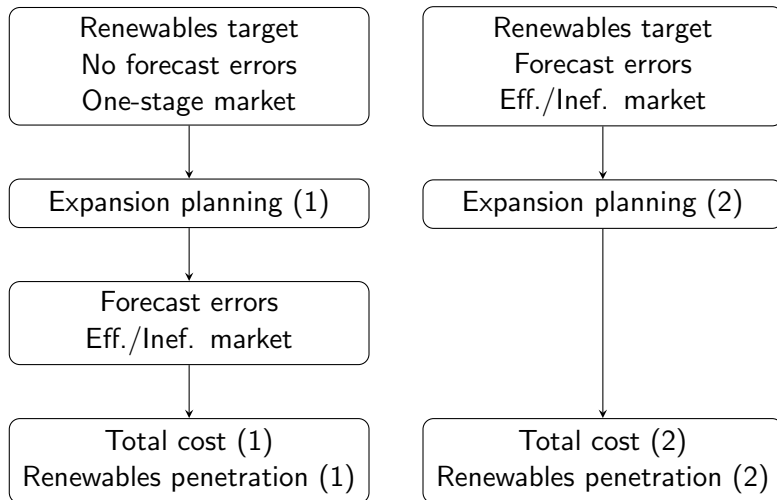 Renewables target
No forecast errors
One-stage market
Expansion planning (1)
Forecast errors
Eff./Inef. market
Total cost (1)
Renewables penetration (1)
Renewables target
Forecast errors
Eff./Inef. market
Expansion planning (2)
Total cost (2)
Renewables penetration (2)